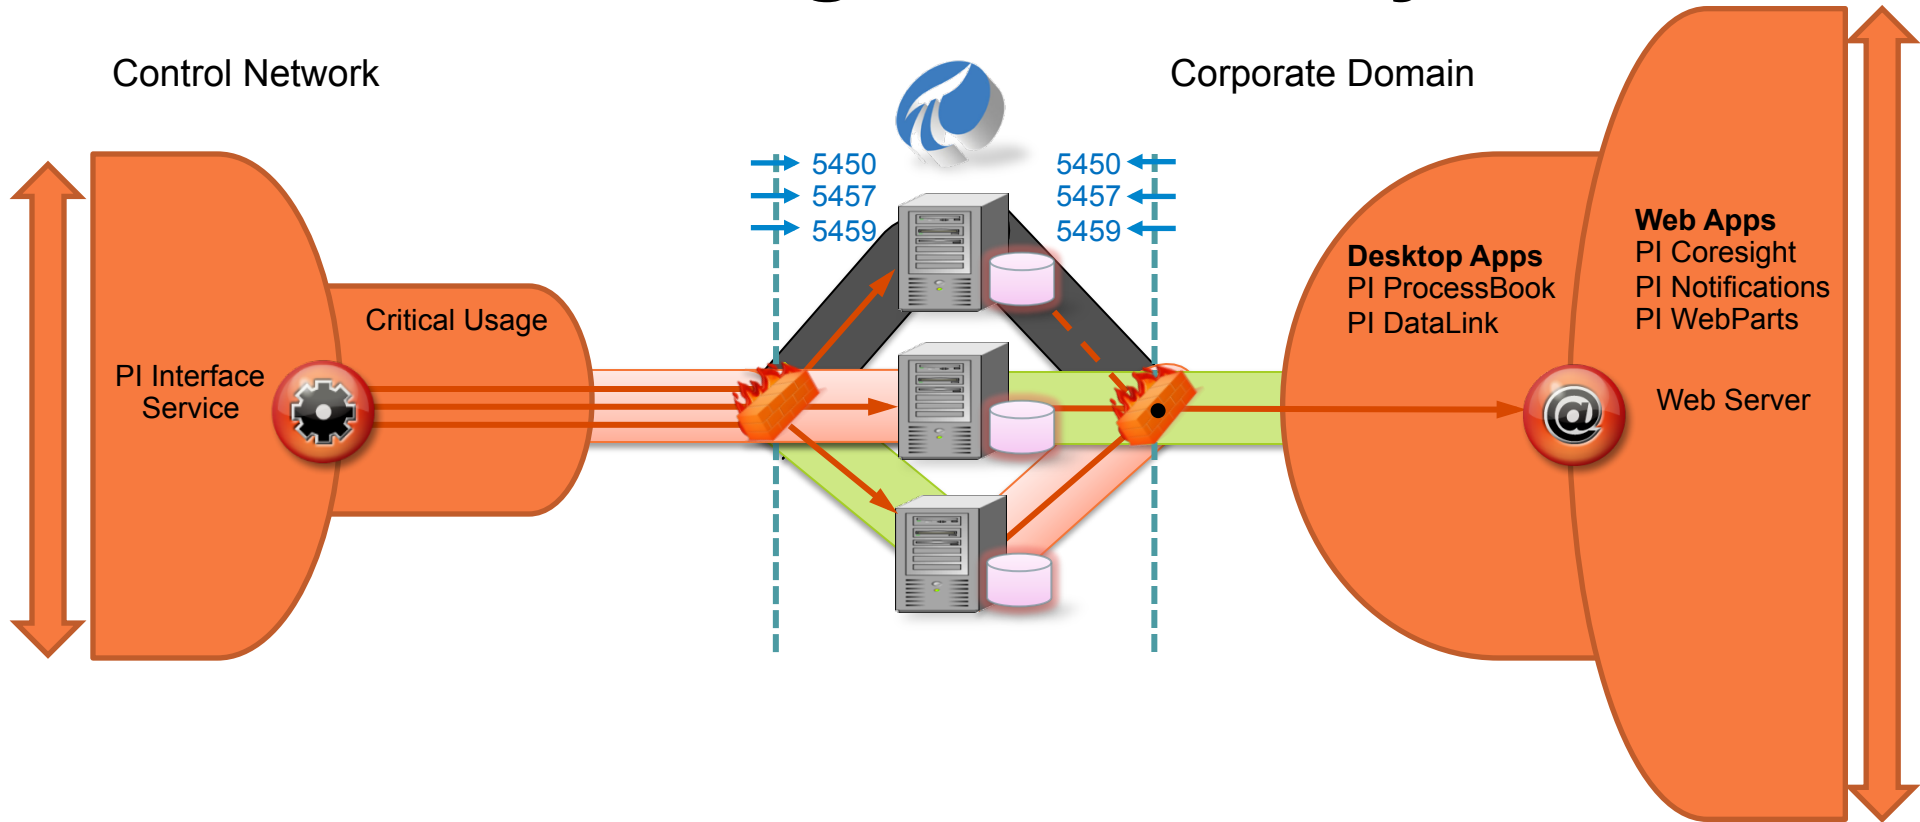 Control Network
Corporate Domain
5450
5457
5459
5450
5457
5459
Critical Usage
PI Interface
Service
Desktop Apps
PI ProcessBook
PI DataLink
Web Apps
PI Coresight
PI Notifications
PI WebParts
Web Server
@